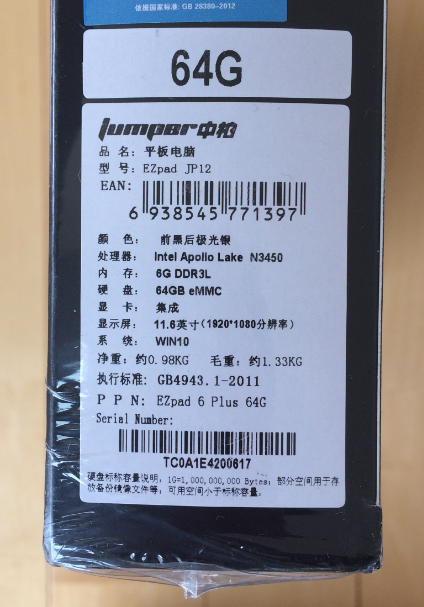 依据国家标准: GB 28380-2012
64G
Jumper中柏
品 名: 平板电脑
型 号: EZpad JP12
EAN:
6 938545 771397
颜 色: 前黑后极光银
处理器: Intel Apollo Lake N3450
内 存: 6G DDR3L
硬 盘: 64GB eMMC
显 卡: 集成
显示屏: 11.6英寸(1920*1080分辨率)
系 统: WIN10
净重: 约0.98KG 毛重: 约1.33KG
执行标准: GB4943.1-2011
P P N: EZpad 6 Plus 64G
Serial Number:
TC0A1E4200617
硬盘标称容量说明, 1G=1,000,000,000 Bytes; 部分空间用于存
放备份镜像文件等; 可用空间小于标称容量。